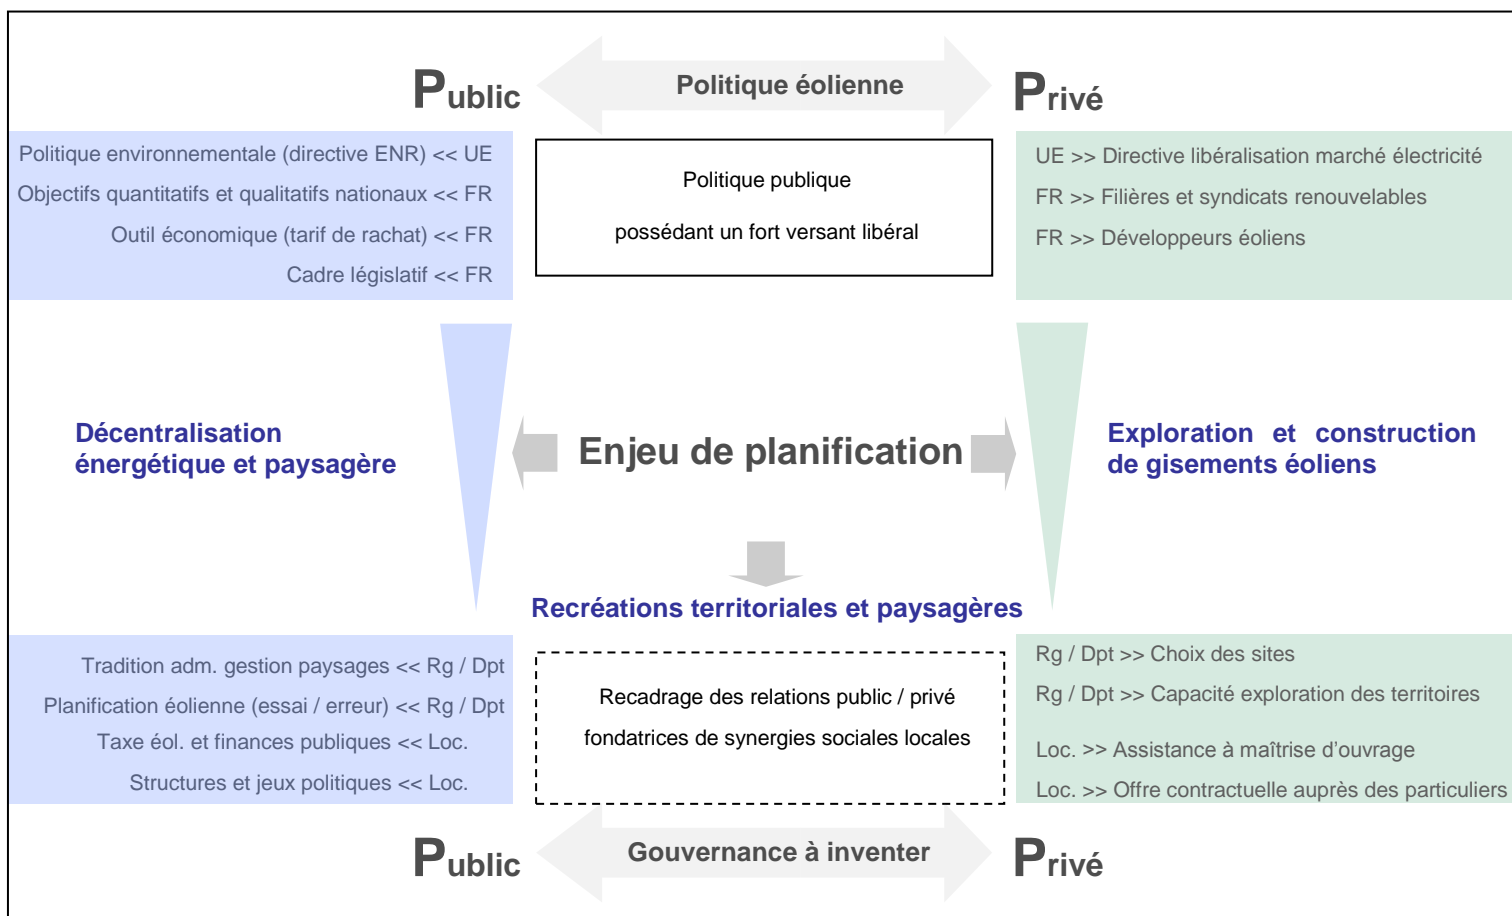 Public
Politique éolienne
Privé
Politique environnementale (directive ENR) << UE
Objectifs quantitatifs et qualitatifs nationaux << FR
Outil économique (tarif de rachat) << FR
Cadre législatif << FR
Politique publique
possédant un fort versant libéral
UE >> Directive libéralisation marché électricité
FR >> Filières et syndicats renouvelables
FR >> Développeurs éoliens
Décentralisation
énergétique et paysagère
Enjeu de planification
Exploration et construction
de gisements éoliens
Recréations territoriales et paysagères
Tradition adm. gestion paysages << Rg / Dpt
Planification éolienne (essai / erreur) << Rg / Dpt
Taxe éol. et finances publiques << Loc.
Structures et jeux politiques << Loc.
Recadrage des relations public / privé
fondatrices de synergies sociales locales
Rg / Dpt >> Choix des sites
Rg / Dpt >> Capacité exploration des territoires
Loc. >> Assistance à maîtrise d’ouvrage
Loc. >> Offre contractuelle auprès des particuliers
Public
Gouvernance à inventer
Privé